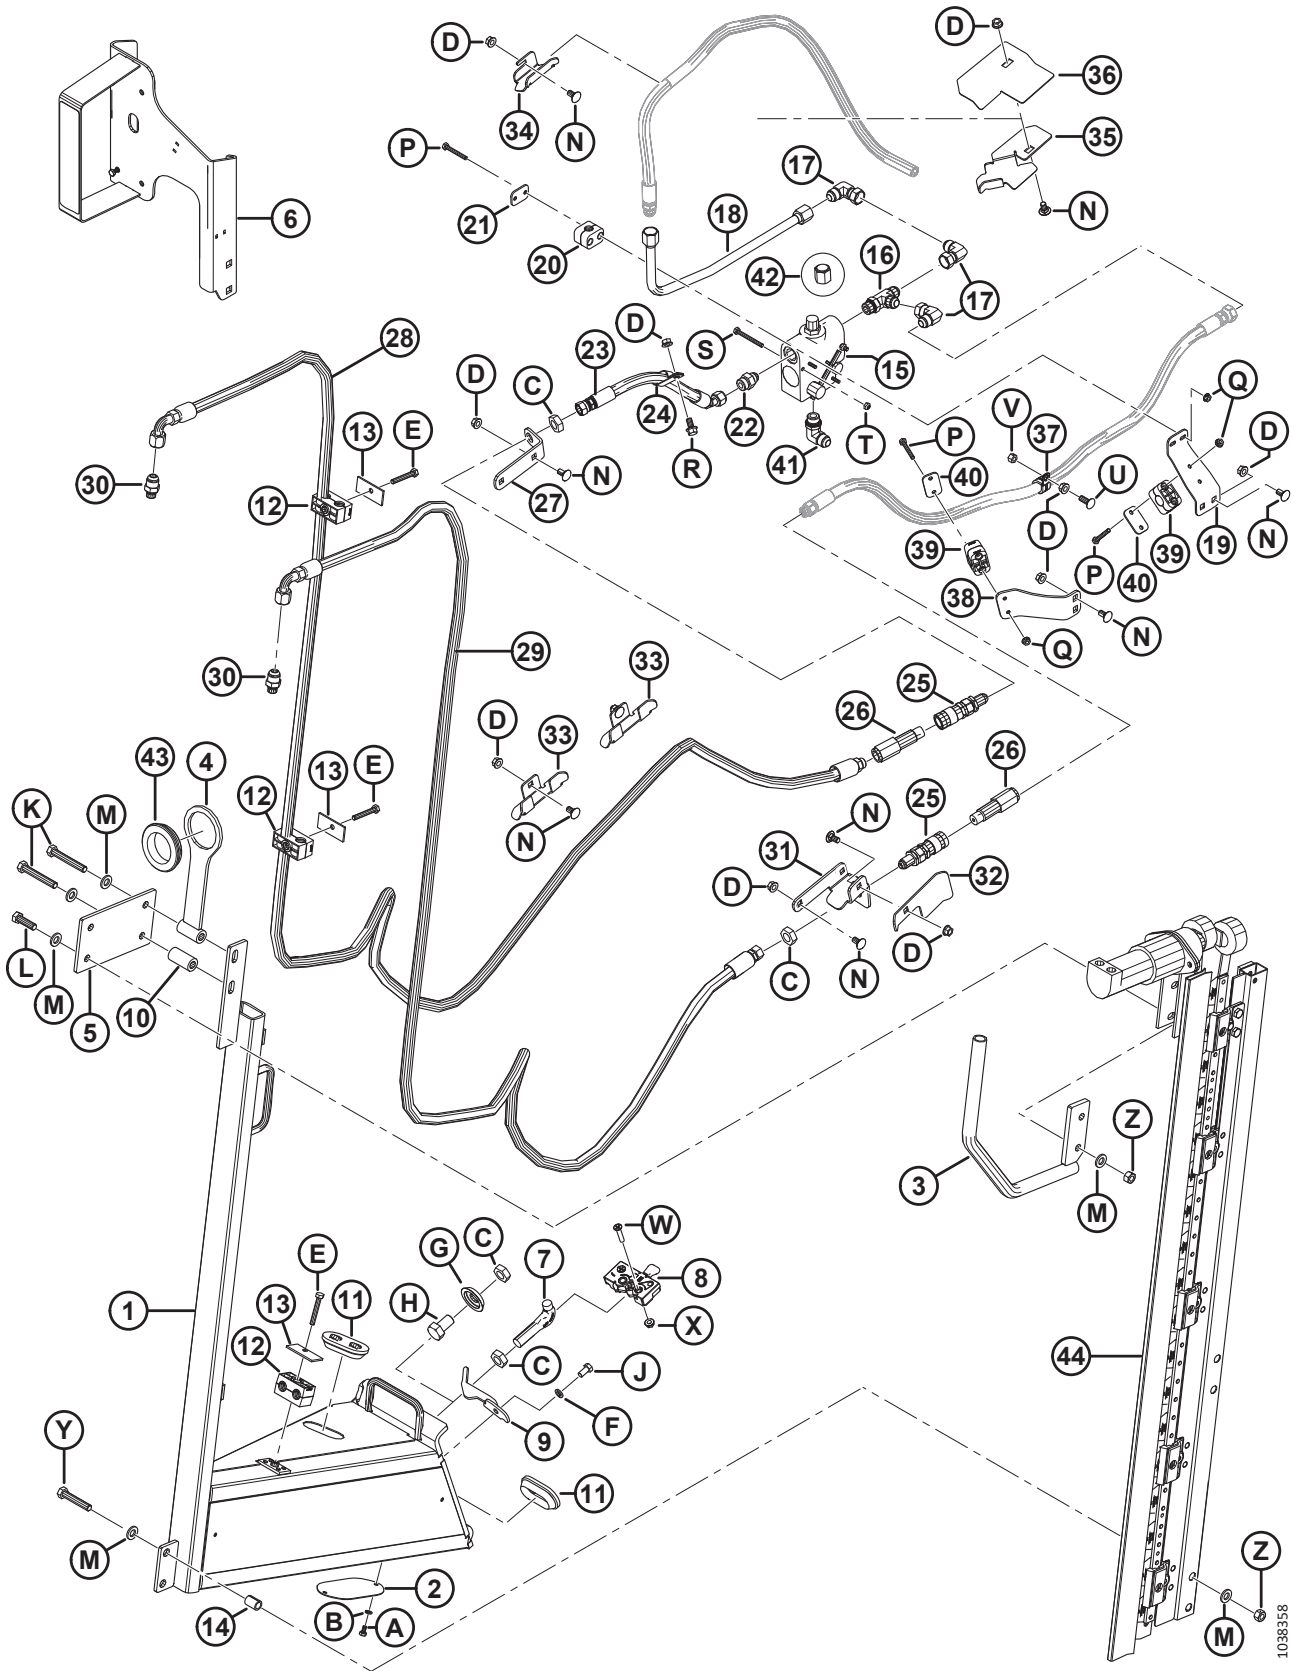 D
34
N
D
36
35
N
P
21
20
18
17
6
42
16
17
28
D
S
15
23
D
C
24
22
T
41
R
N
27
13
E
30
12
V
37
P
40
Q
D
U
D
39
38
N
Q
P
40
39
19
N
30
29
33
25
26
D
33
N
26
25
43
4
K
M
12
13
E
N
31
D
32
L
M
5
10
C
N
D
3
Z
M
W
G
C
7
8
H
X
E
13
11
12
1
C
J
F
9
11
44
Y
M
2
B
A
14
Z
M
1038358